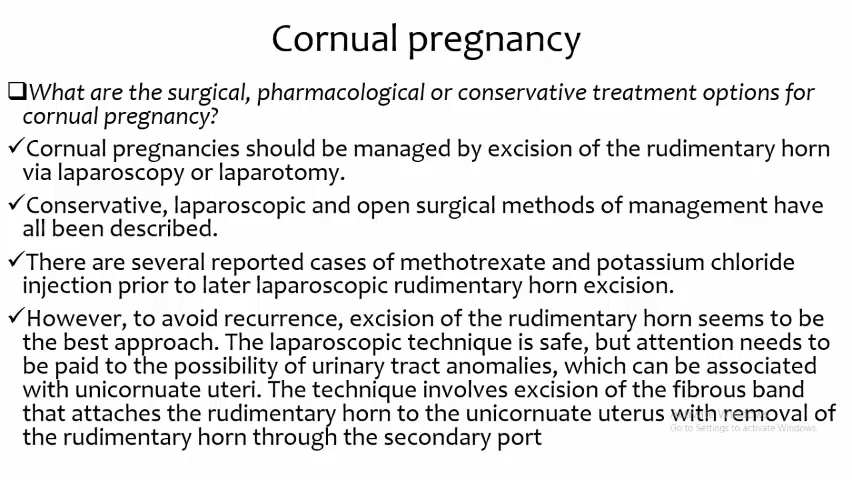 Cornual pregnancy
❑What are the surgical, pharmacological or conservative treatment options for
cornual pregnancy?
✓Cornual pregnancies should be managed by excision of the rudimentary horn
via laparoscopy or laparotomy.
✓Conservative, laparoscopic and open surgical methods of management have
all been described.
✓There are several reported cases of methotrexate and potassium chloride
injection prior to later laparoscopic rudimentary horn excision.
✓However, to avoid recurrence, excision of the rudimentary horn seems to be
the best approach. The laparoscopic technique is safe, but attention needs to
be paid to the possibility of urinary tract anomalies, which can be associated
with unicornuate uteri. The technique involves excision of the fibrous band
that attaches the rudimentary horn to the unicornuate uterus with removal of
the rudimentary horn through the secondary port
Go to Settings to activate Windows.